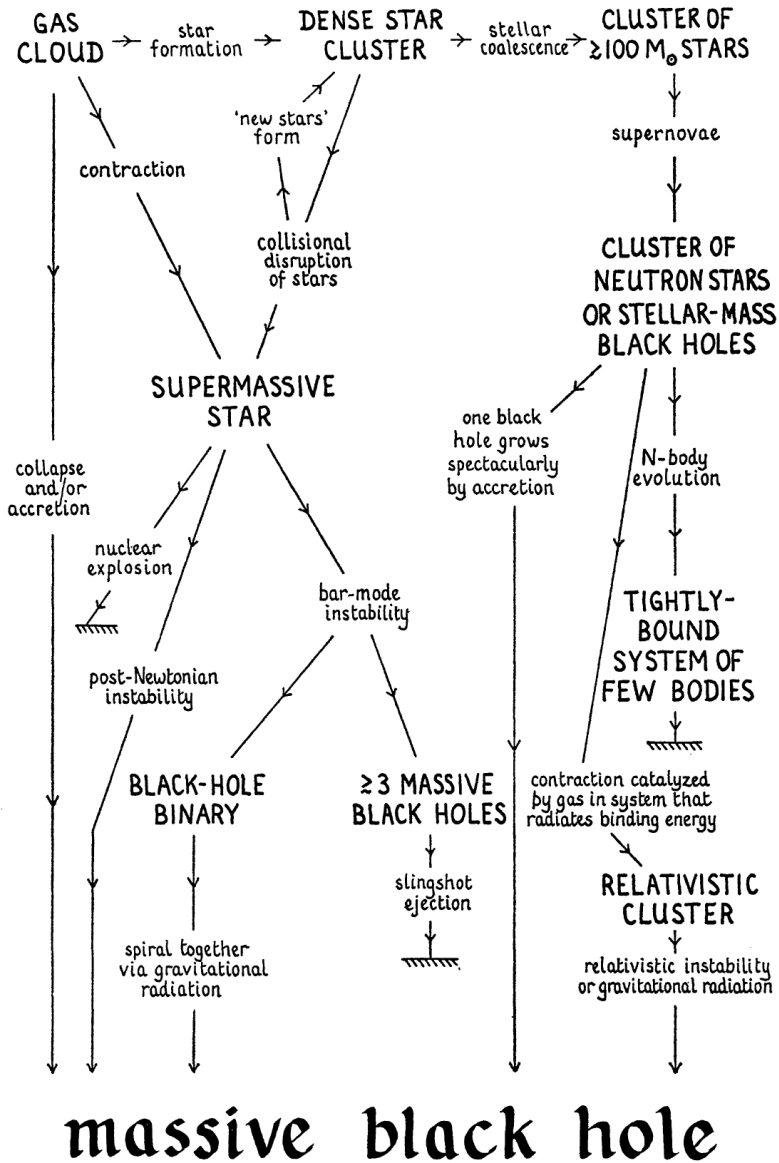 GAS
CLOUD
star
formation
DENSE STAR
CLUSTER
stellar
coalescence
CLUSTER OF
≥100 M⊙ STARS
'new stars'
form
supernovae
contraction
collisional
disruption
of stars
CLUSTER OF
NEUTRON STARS
OR STELLAR-MASS
BLACK HOLES
SUPERMASSIVE
STAR
one black
hole grows
spectacularly
by accretion
N-body
evolution
collapse
and/or
accretion
nuclear
explosion
bar-mode
instability
TIGHTLY-
BOUND
SYSTEM OF
FEW BODIES
post-Newtonian
instability
BLACK-HOLE
BINARY
≥3 MASSIVE
BLACK HOLES
contraction catalyzed
by gas in system that
radiates binding energy
slingshot
ejection
RELATIVISTIC
CLUSTER
spiral together
via gravitational
radiation
relativistic instability
or gravitational radiation
massive black hole